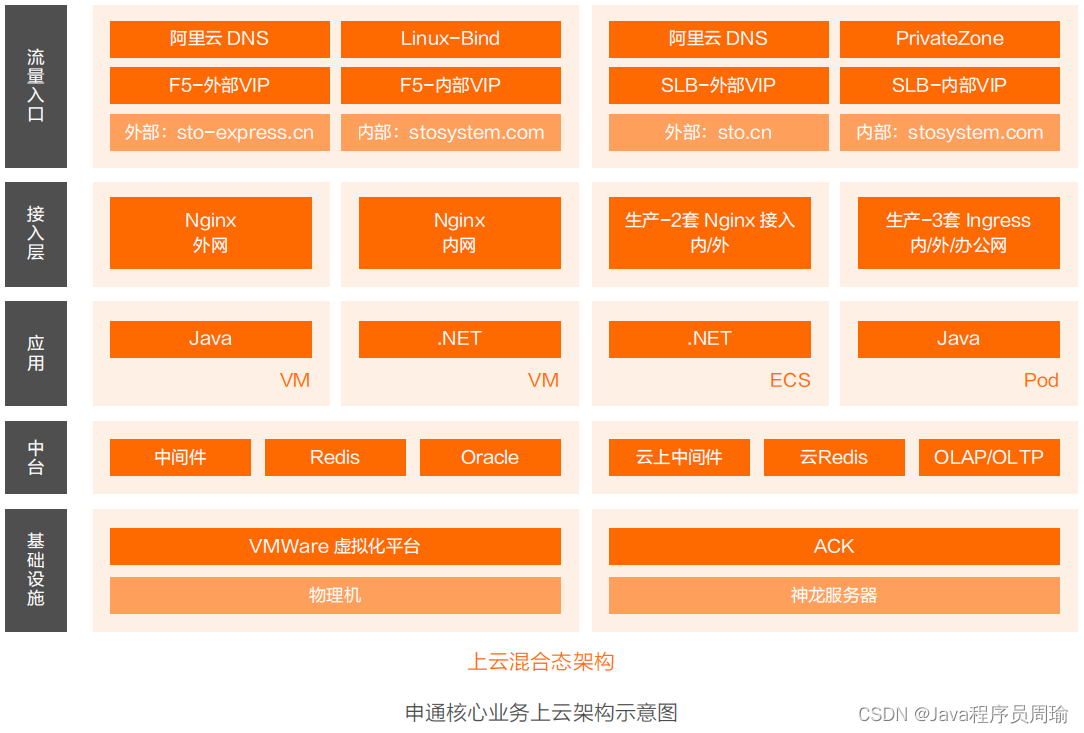 流量入口
阿里云 DNS
Linux-Bind
阿里云 DNS
PrivateZone
F5-外部VIP
F5-内部VIP
SLB-外部VIP
SLB-内部VIP
外部：sto-express.cn
内部：stosystem.com
外部：sto.cn
内部：stosystem.com
接入层
Nginx
外网
Nginx
内网
生产-2套 Nginx 接入
内/外
生产-3套 Ingress
内/外/办公网
应用
Java
.NET
.NET
Java
VM
VM
ECS
Pod
中台
中间件
Redis
Oracle
云上中间件
云Redis
OLAP/OLTP
基础设施
VMWare 虚拟化平台
ACK
物理机
神龙服务器
上云混合态架构
申通核心业务上云架构示意图
CSDN @Java程序员周瑜